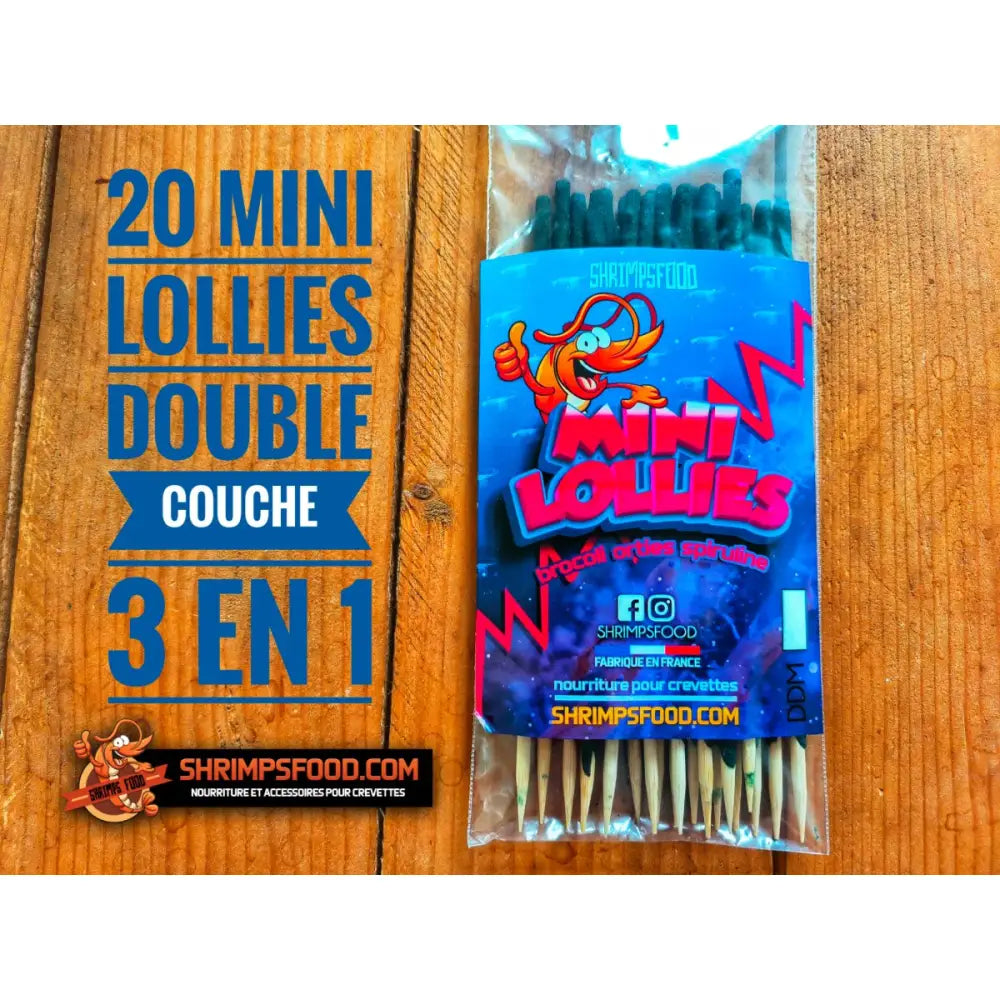 20 MINI
LOLLIES
DOUBLE
COUCHE
3 EN 1
SHRIMPS FOOD
SHRIMPSFOOD.COM
NOURRITURE ET ACCESSOIRES POUR CREVETTES
SHRIMPSFOOD
MINI
LOLLIES
brocoli orties spiruline
SHRIMPSFOOD
FABRIQUE EN FRANCE
nourriture pour crevettes
SHRIMPSFOOD.COM
DDM